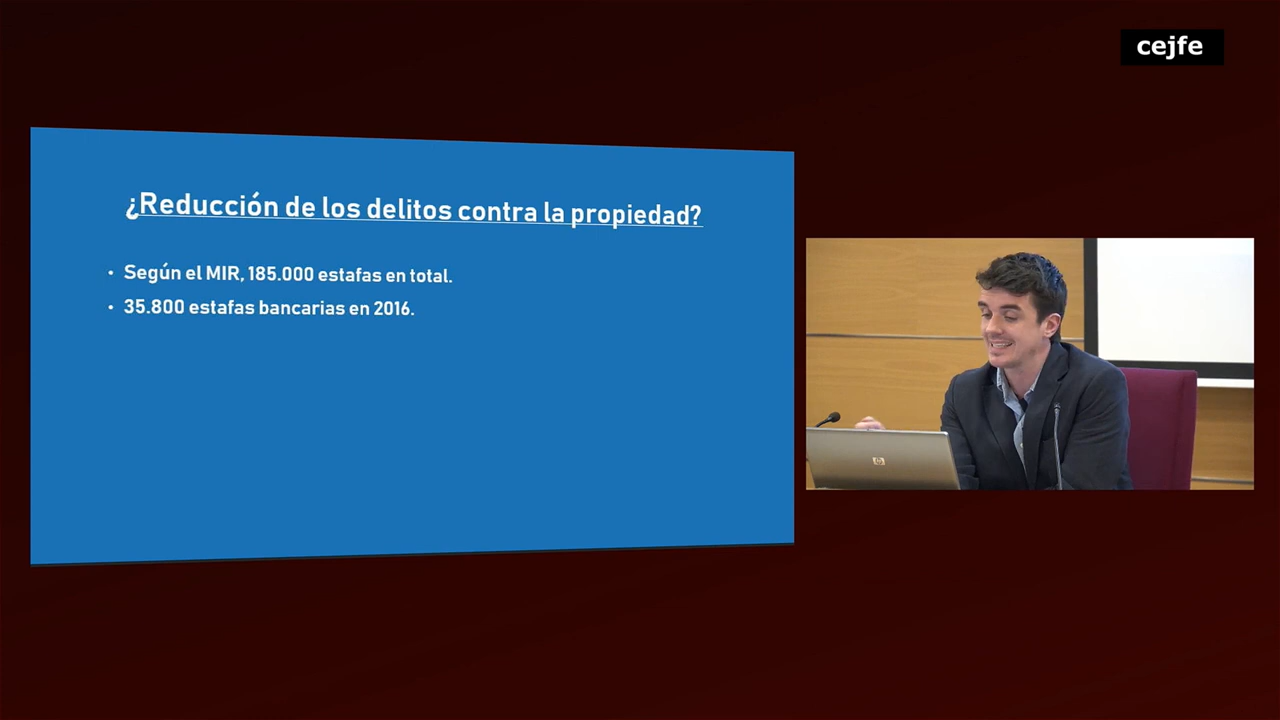 cejfe
¿Reducción de los delitos contra la propiedad?
• Según el MIR, 185.000 estafas en total.
• 35.800 estafas bancarias en 2016.
hp